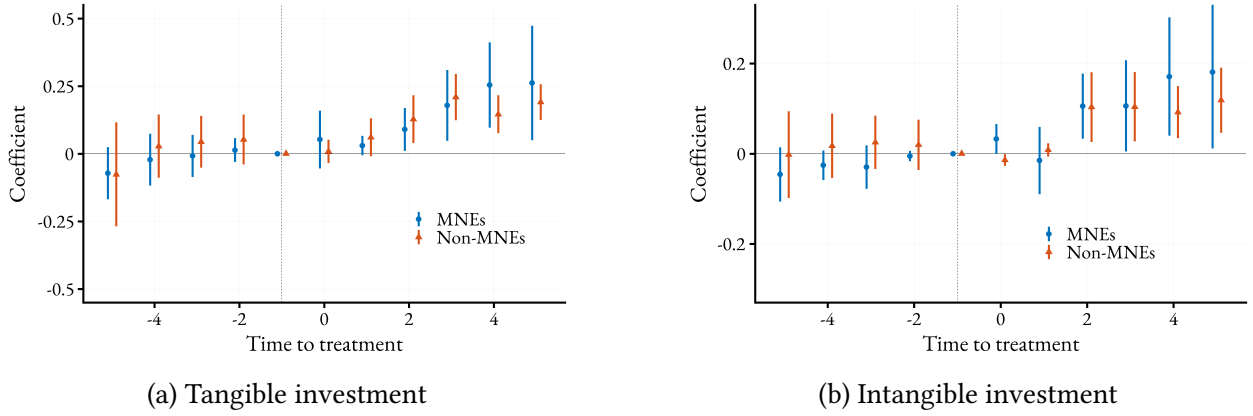 0.5
0.25
0
-0.25
-0.5
Coefficient
MNEs
Non-MNEs
-4 -2 0 2 4
Time to treatment
(a) Tangible investment
0.2
0
-0.2
Coefficient
MNEs
Non-MNEs
-4 -2 0 2 4
Time to treatment
(b) Intangible investment